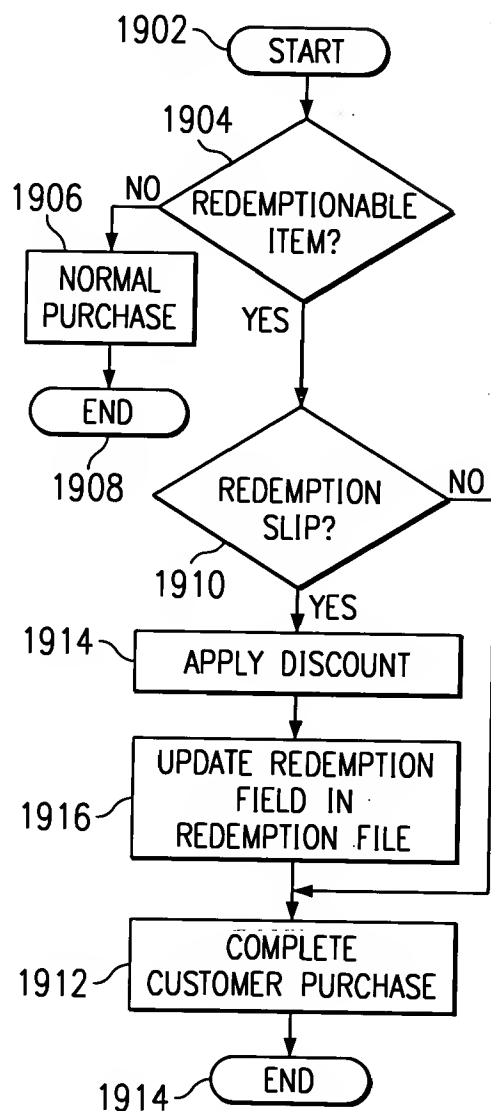 1902
START
1904
REDEMPTIONABLE
ITEM?
NO
1906
NORMAL
PURCHASE
END
1908
YES
REDEMPTION
SLIP?
NO
1910
YES
1914
APPLY DISCOUNT
UPDATE REDEMPTION
FIELD IN
REDEMPTION FILE
1916
COMPLETE
CUSTOMER PURCHASE
1912
END
1914